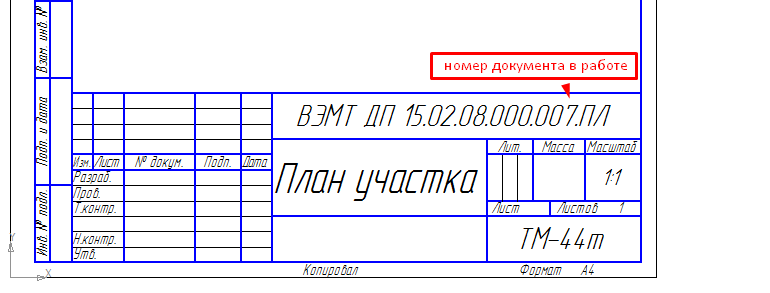 Взам. инв. №
номер документа в работе
ВЭМТ ДП 15.02.08.000.007.ПЛ
Подп. и дата
Лит. Масса Масштаб
Изм. Лист № докум. Подп. Дата
План участка
1:1
Разраб.
Пров.
Т.контр.
Лист Листов 1
Инв. № подл.
ТМ-44т
Н.контр.
Утв.
Y
X
Копировал Формат А4